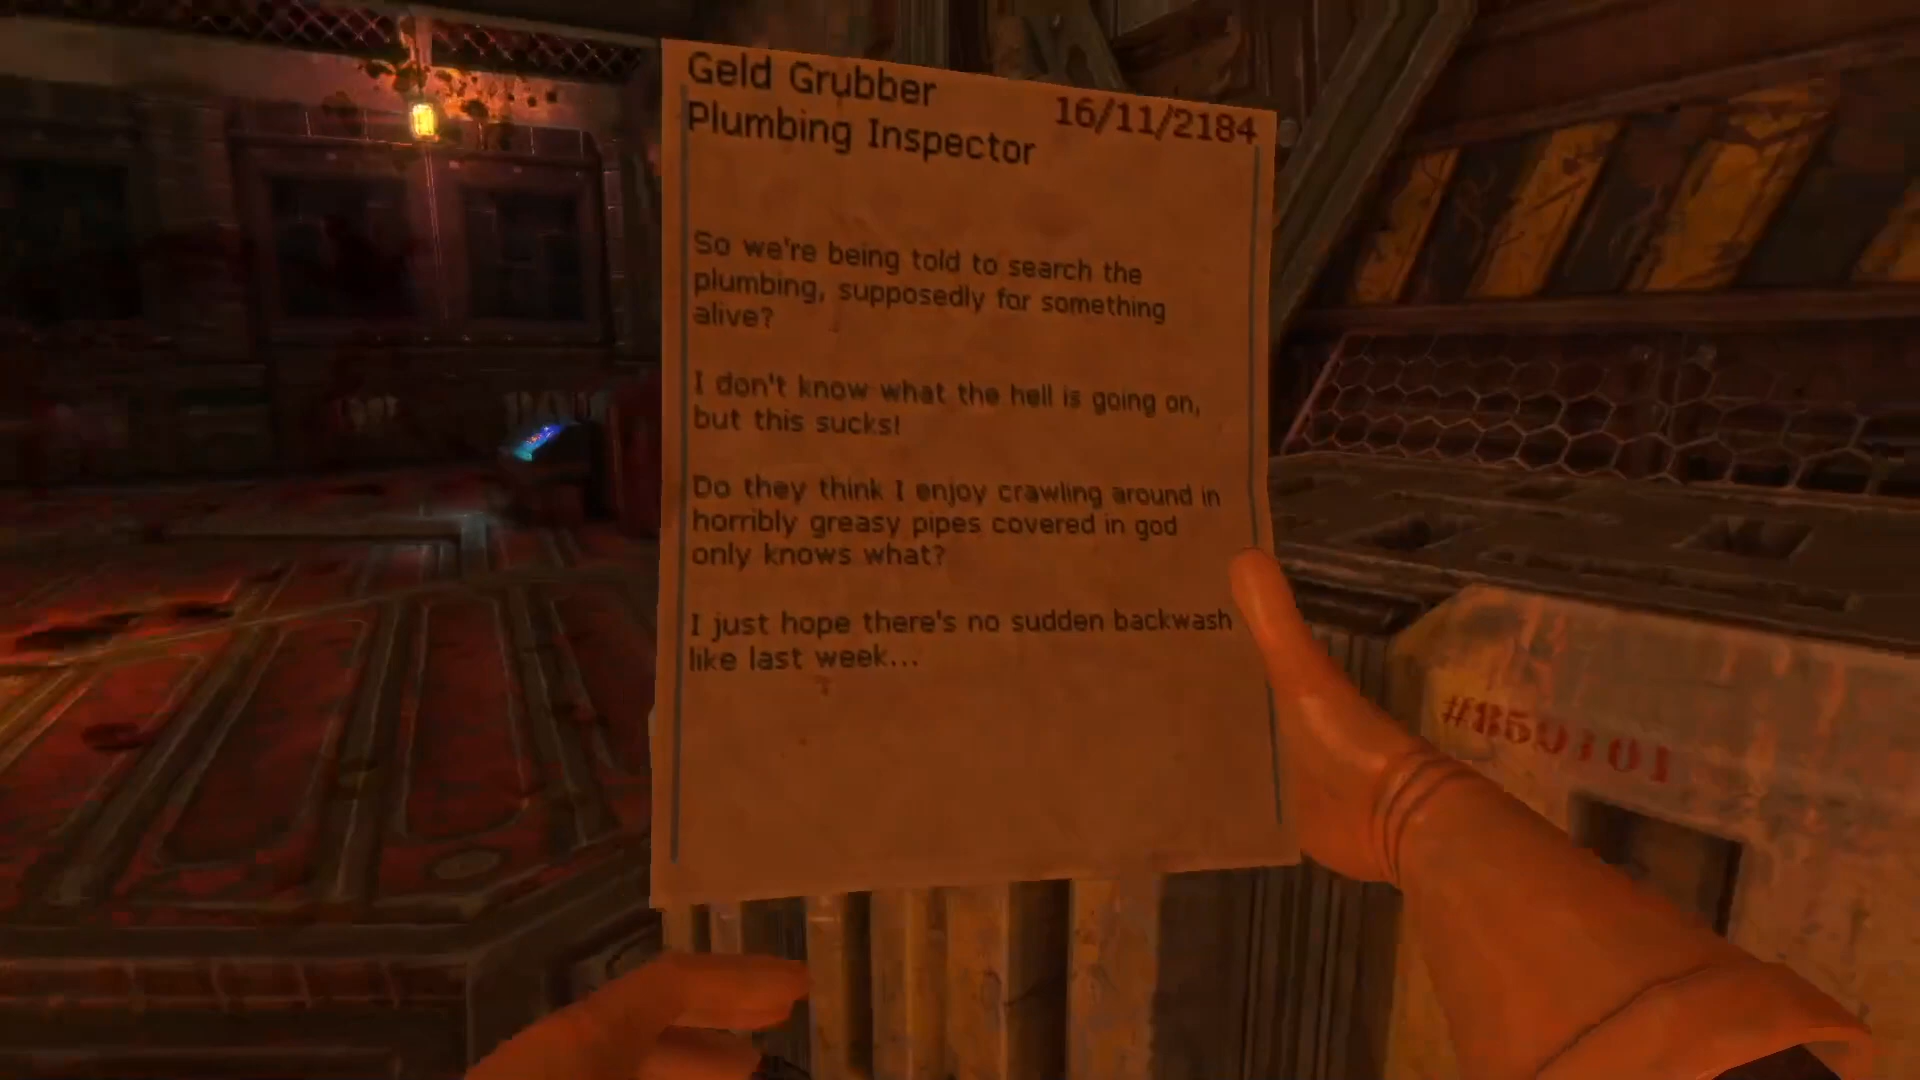 Geld Grubber
Plumbing Inspector
16/11/2184
So we're being told to search the
plumbing, supposedly for something
alive?
I don't know what the hell is going on,
but this sucks!
Do they think I enjoy crawling around in
horribly greasy pipes covered in god
only knows what?
I just hope there's no sudden backwash
like last week...